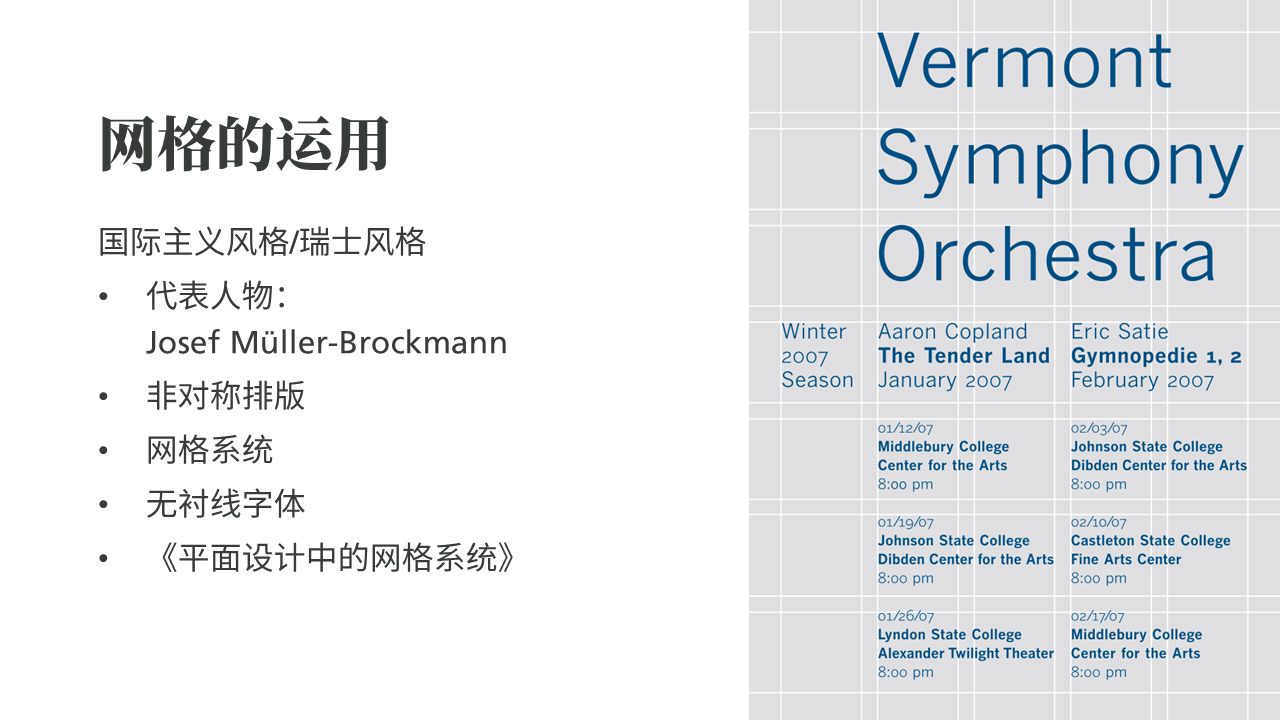 网格的运用
国际主义风格/瑞士风格
• 代表人物：
Josef Müller-Brockmann
• 非对称排版
• 网格系统
• 无衬线字体
• 《平面设计中的网格系统》
Vermont
Symphony
Orchestra
Winter
2007
Season
Aaron Copland
The Tender Land
January 2007
Eric Satie
Gymnopedie 1, 2
February 2007
01/12/07
Middlebury College
Center for the Arts
8:00 pm
02/03/07
Johnson State College
Dibden Center for the Arts
8:00 pm
01/19/07
Johnson State College
Dibden Center for the Arts
8:00 pm
02/10/07
Castleton State College
Fine Arts Center
8:00 pm
01/26/07
Lyndon State College
Alexander Twilight Theater
8:00 pm
02/17/07
Middlebury College
Center for the Arts
8:00 pm